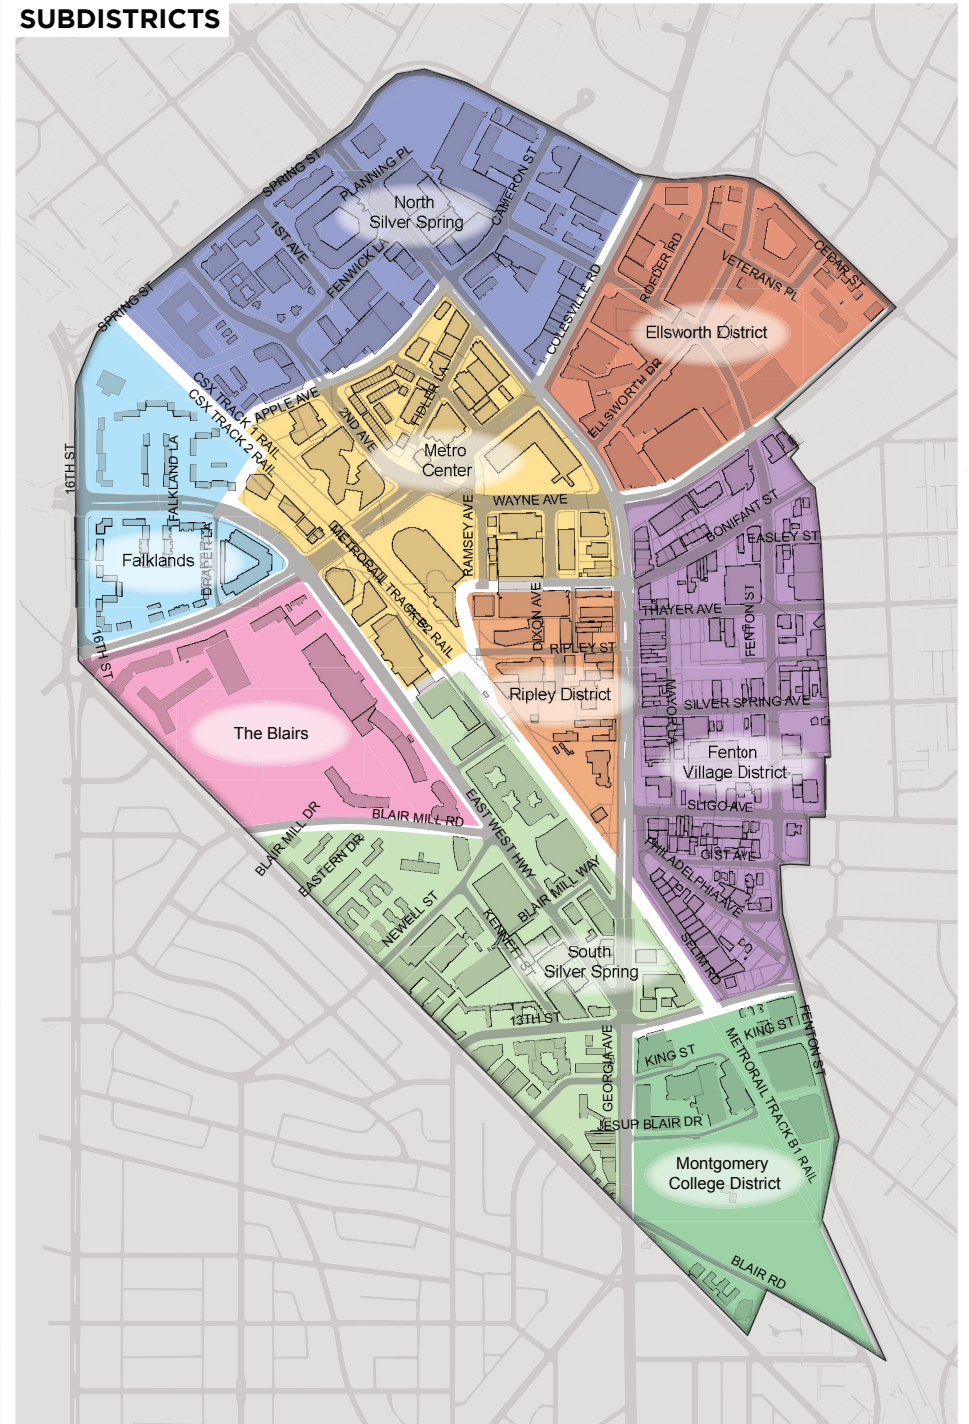 SUBDISTRICTS
SPRING ST
PLANNING PL
CAMERON ST
North
Silver Spring
1ST AVE
FENWICK LA
COLESVILLE RD
ROEDER RD
VETERANS PL
CEDAR ST
Ellsworth District
ELLSWORTH DR
SPRING ST
CSX TRACK 1 RAIL
CSX TRACK 2 RAIL
APPLE AVE
2ND AVE
FIDLER LA
Metro
Center
16TH ST
FALKLAND LA
DRAPER LA
Falklands
WAYNE AVE
RAMSEY AVE
METRORAIL TRACK B2 RAIL
BONIFANT ST
EASLEY ST
THAYER AVE
FENTON ST
DIXON AVE
RIPLEY ST
Ripley District
16TH ST
The Blairs
MAYOR LA
SILVER SPRING AVE
Fenton
Village District
SLIGO AVE
GIST AVE
PHILADELPHIA AVE
SELIM RD
BLAIR MILL DR
BLAIR MILL RD
EASTERN DR
EAST WEST HWY
BLAIR MILL WAY
NEWELL ST
KENNETT ST
South
Silver Spring
13TH ST
GEORGIA AVE
KING ST
KING ST
FENTON ST
METRORAIL TRACK B1 RAIL
JESUP BLAIR DR
Montgomery
College District
BLAIR RD